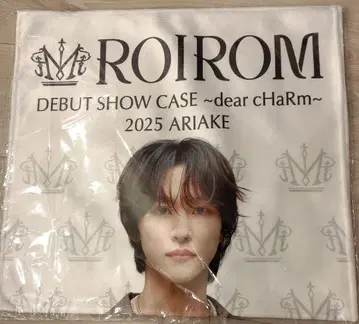 ROIROM
DEBUT SHOW CASE ~dear cHaRm~
2025 ARIAKE